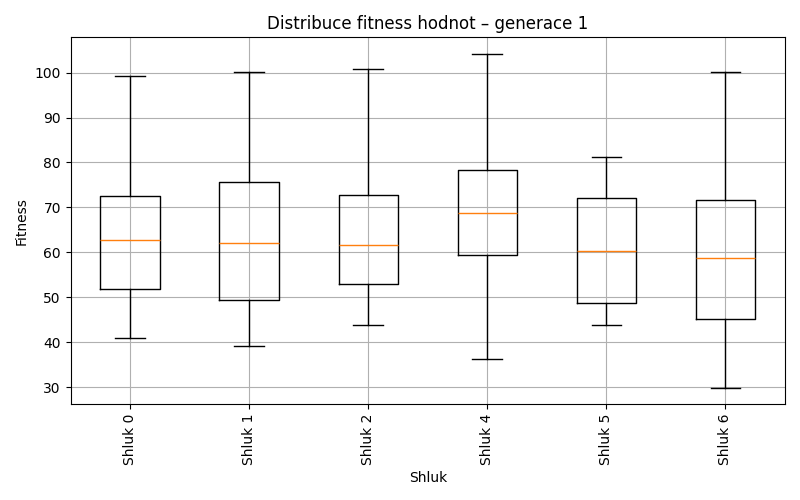 Distribuce fitness hodnot – generace 1
Fitness
100
90
80
70
60
50
40
30
Shluk 0
Shluk 1
Shluk 2
Shluk 4
Shluk 5
Shluk 6
Shluk